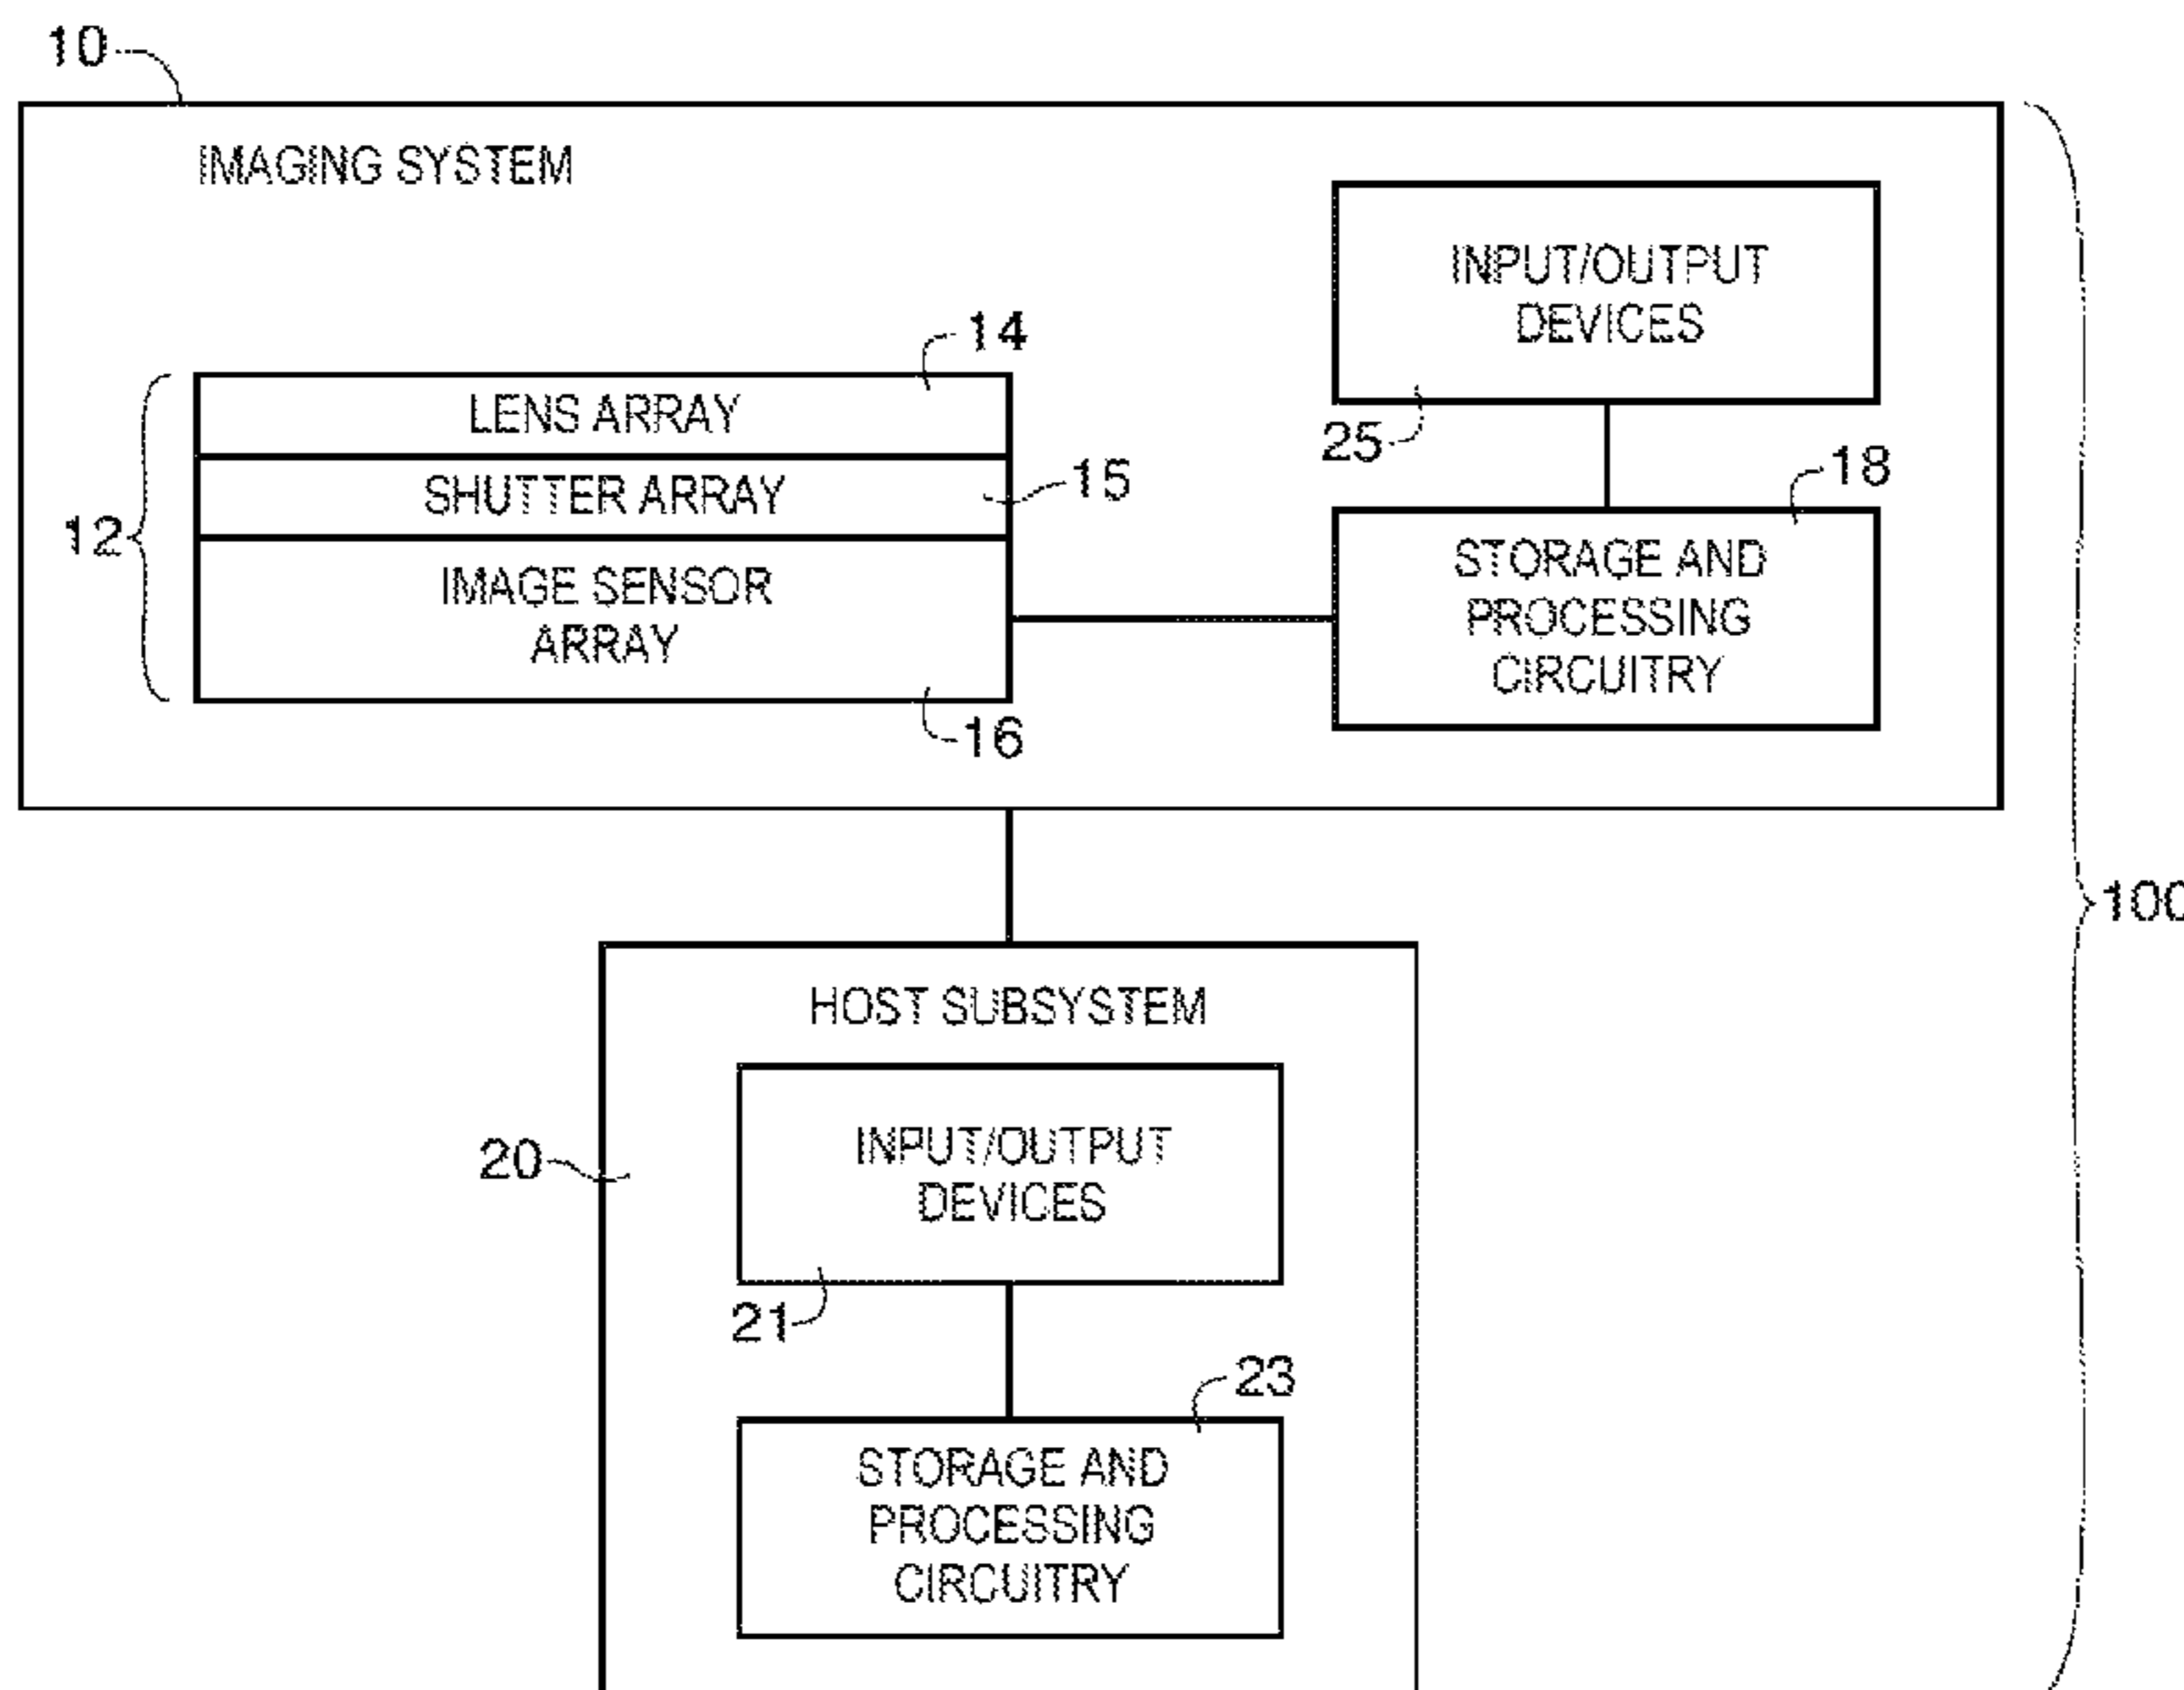 10
IMAGING SYSTEM
INPUT/OUTPUT
DEVICES
14
LENS ARRAY
25
18
SHUTTER ARRAY
15
12
STORAGE AND
PROCESSING
CIRCUITRY
IMAGE SENSOR
ARRAY
16
100
HOST SUBSYSTEM
20
INPUT/OUTPUT
DEVICES
21
23
STORAGE AND
PROCESSING
CIRCUITRY